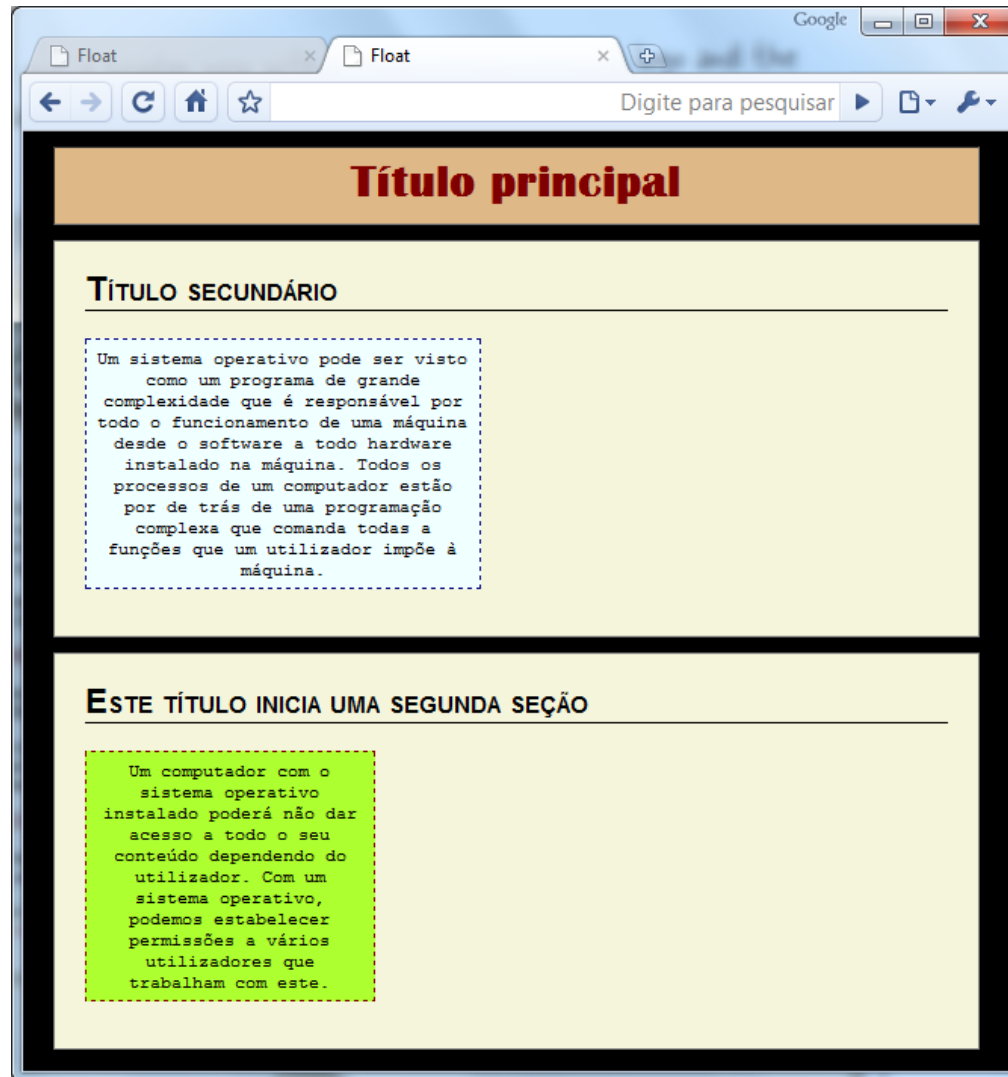 Google
Float
Float
Digite para pesquisar
Título principal
Título secundário
Um sistema operativo pode ser visto
como um programa de grande
complexidade que é responsável por
todo o funcionamento de uma máquina
desde o software a todo hardware
instalado na máquina. Todos os
processos de um computador estão
por de trás de uma programação
complexa que comanda todas a
funções que um utilizador impõe à
máquina.
Este título inicia uma segunda seção
Um computador com o
sistema operativo
instalado poderá não dar
acesso a todo o seu
conteúdo dependendo do
utilizador. Com um
sistema operativo,
podemos estabelecer
permissões a vários
utilizadores que
trabalham com este.